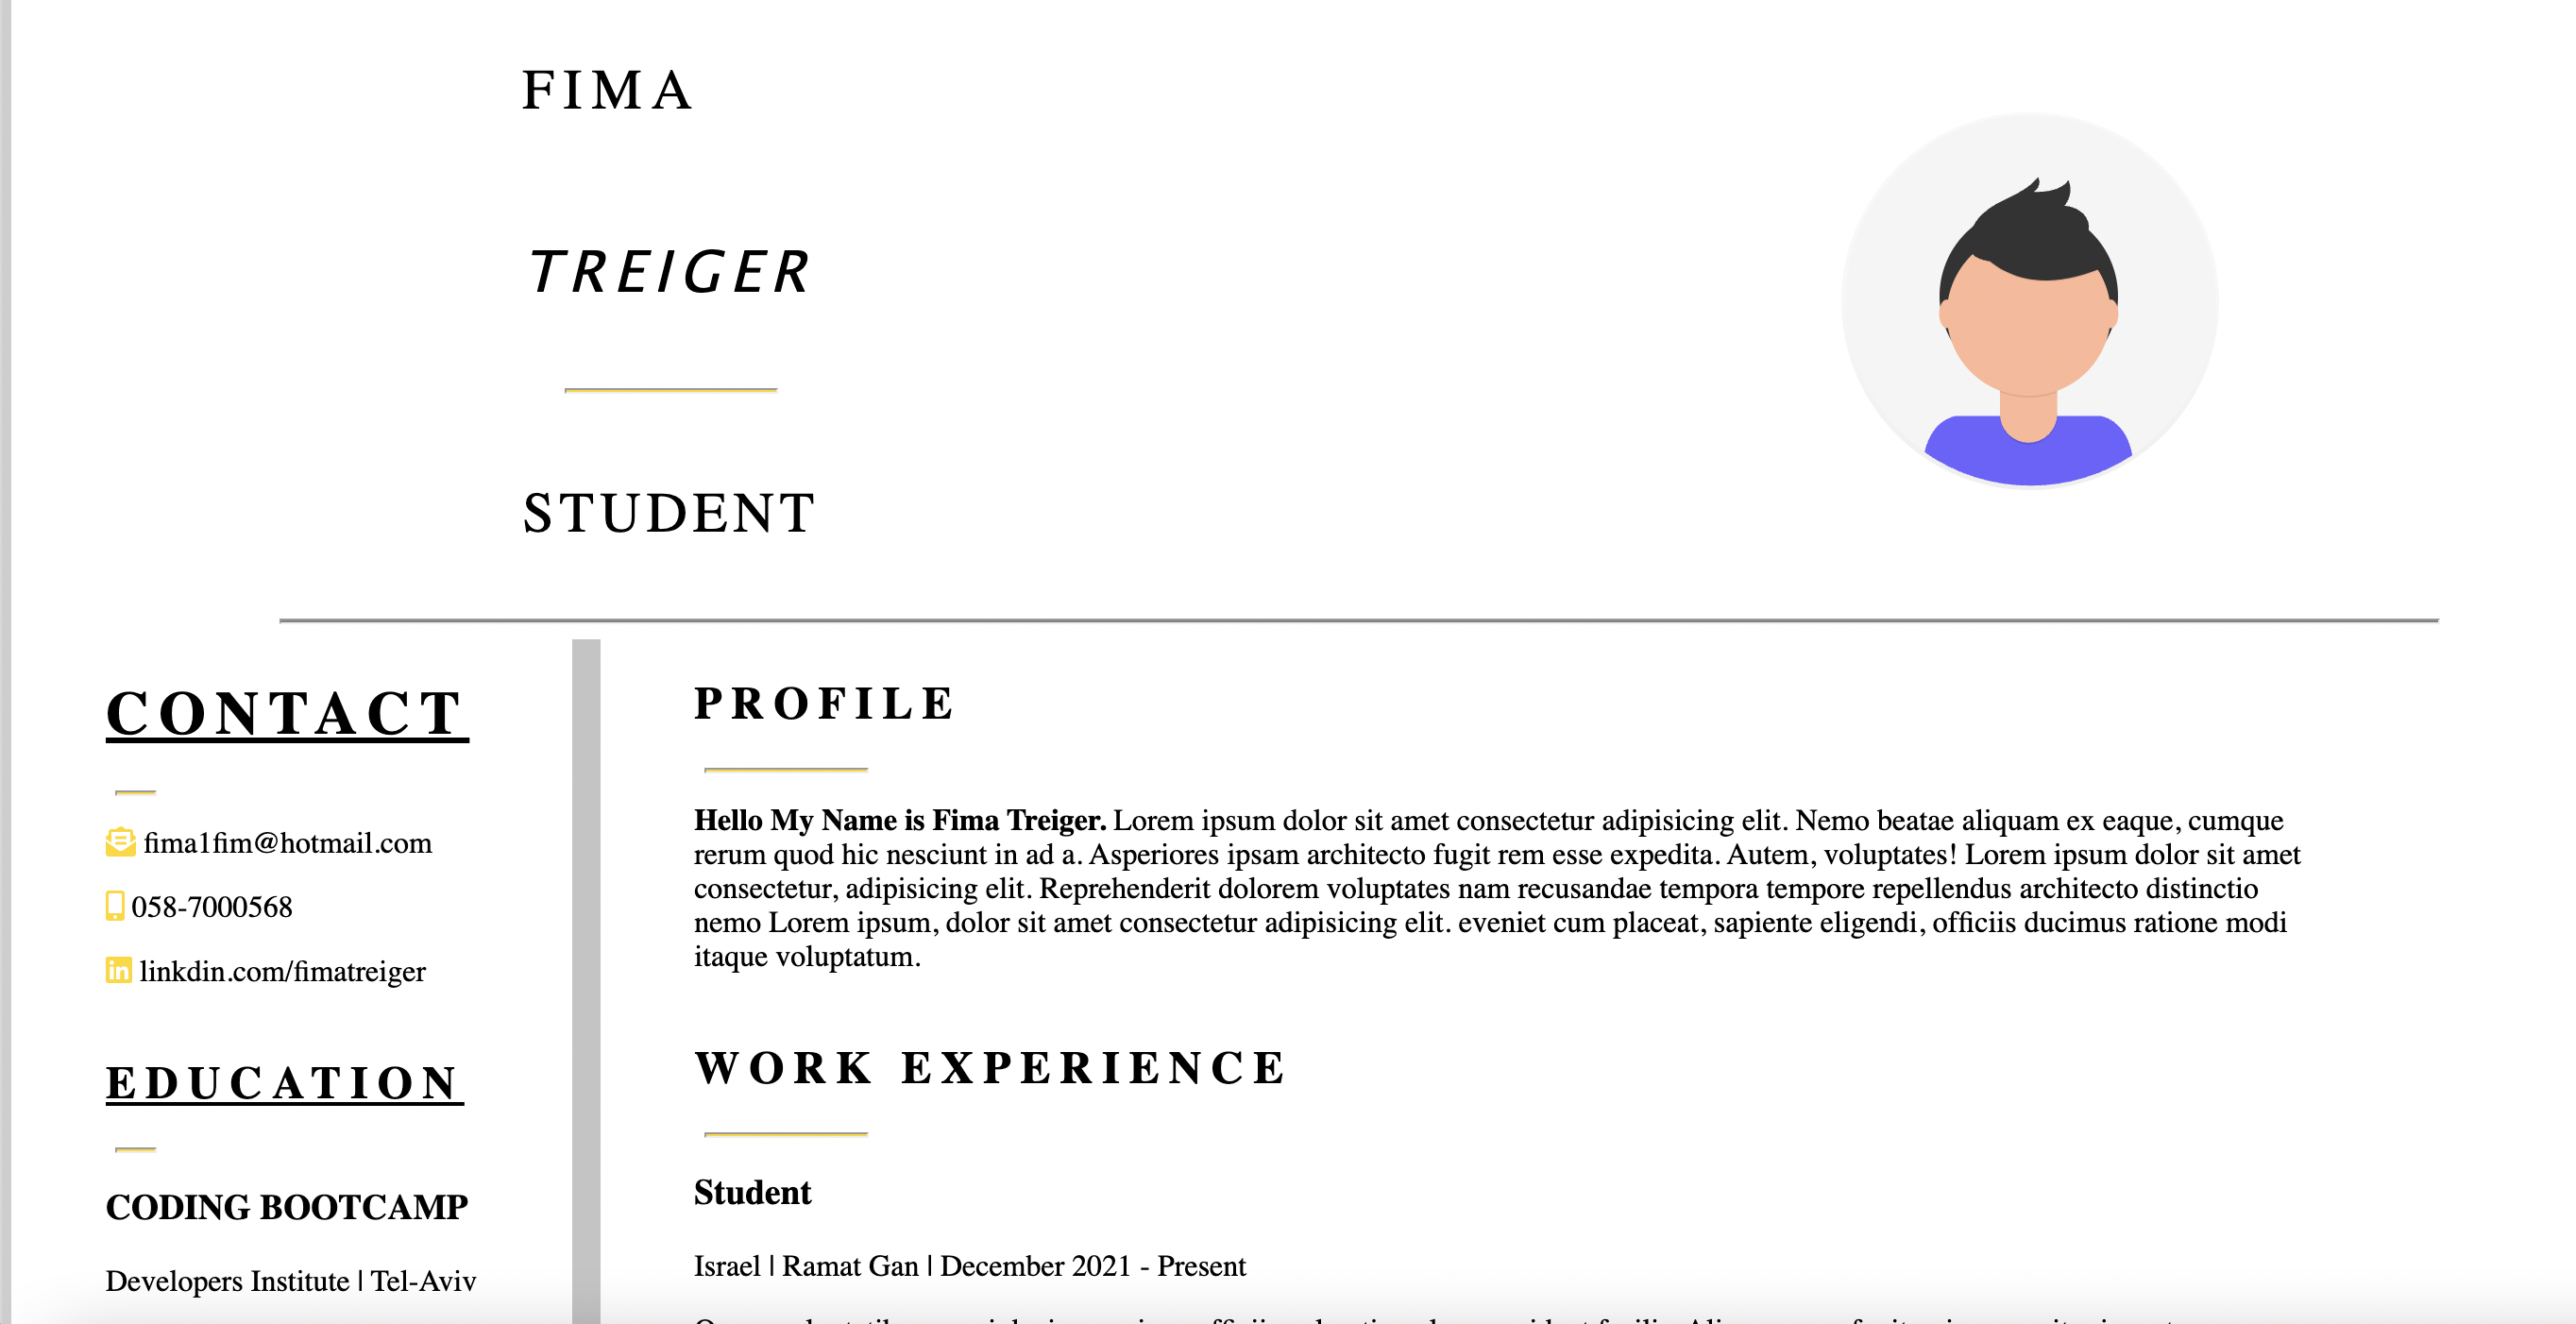 FIMA
TREIGER
STUDENT
CONTACT
fima1fim@hotmail.com
058-7000568
in linkdin.com/fimatreiger
EDUCATION
CODING BOOTCAMP
Developers Institute | Tel-Aviv
PROFILE
Hello My Name is Fima Treiger. Lorem ipsum dolor sit amet consectetur adipisicing elit. Nemo beatae aliquam ex eaque, cumque
rerum quod hic nesciunt in ad a. Asperiores ipsam architecto fugit rem esse expedita. Autem, voluptates! Lorem ipsum dolor sit amet
consectetur, adipisicing elit. Reprehenderit dolorem voluptates nam recusandae tempora tempore repellendus architecto distinctio
nemo Lorem ipsum, dolor sit amet consectetur adipisicing elit. eveniet cum placeat, sapiente eligendi, officiis ducimus ratione modi
itaque voluptatum.
WORK EXPERIENCE
Student
Israel | Ramat Gan | December 2021 - Present